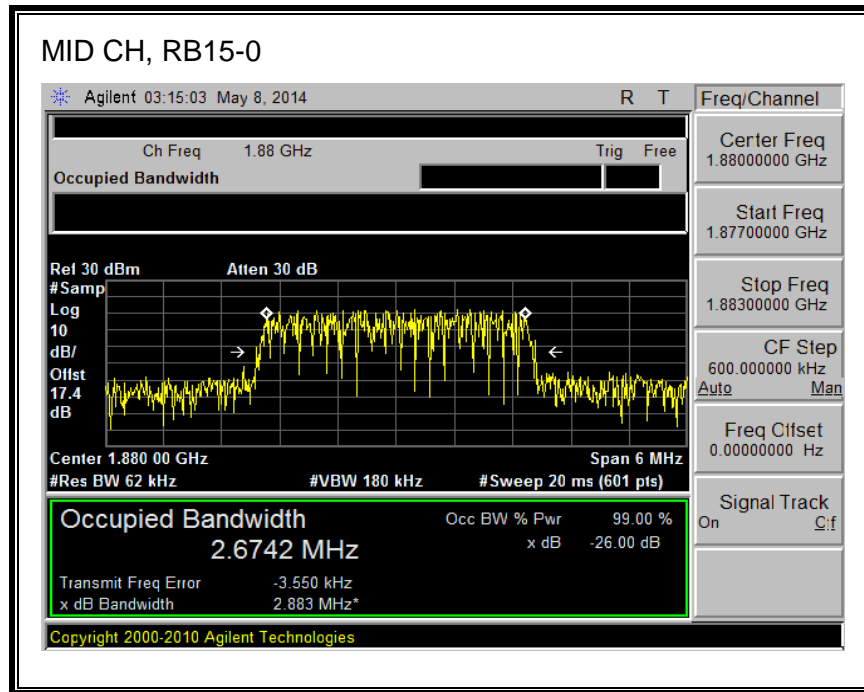 MID CH, RB15-0
Agilent 03:15:03 May 8, 2014 R T
Freq/Channel
Ch Freq 1.88 GHz Trig Free
Occupied Bandwidth
Center Freq
1.88000000 GHz
Start Freq
1.87700000 GHz
Stop Freq
1.88300000 GHz
CF Step
600.000000 kHz
Auto Man
Freq Offset
0.00000000 Hz
Signal Track
On Off
Ref 30 dBm Atten 30 dB
#Samp
Log
10
dB/
Offst
17.4
dB
Center 1.880 00 GHz Span 6 MHz
#Res BW 62 kHz #VBW 180 kHz #Sweep 20 ms (601 pts)
Occupied Bandwidth
2.6742 MHz
Occ BW % Pwr 99.00 %
x dB -26.00 dB
Transmit Freq Error -3.550 kHz
x dB Bandwidth 2.883 MHz*
Copyright 2000-2010 Agilent Technologies